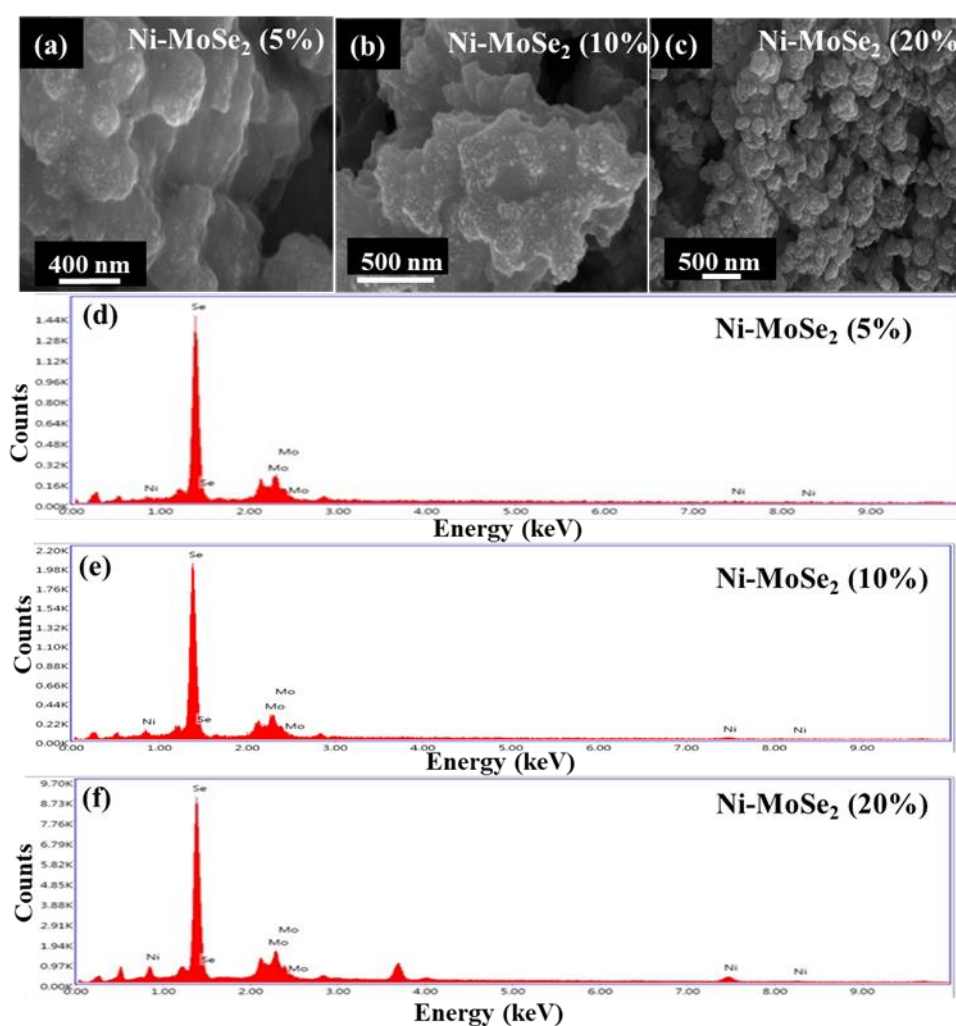 (a) Ni-MoSe₂ (5%)
400 nm
(b) Ni-MoSe₂ (10%)
500 nm
(c) Ni-MoSe₂ (20%
500 nm
(d) Ni-MoSe₂ (5%)
Counts
1.44K
1.28K
1.12K
0.96K
0.80K
0.64K
0.48K
0.32K
0.16K
0.00K
Se
Se
Ni
Mo
Mo
Mo
Ni
Ni
0.00 1.00 2.00 3.00 4.00 5.00 6.00 7.00 8.00 9.00
Energy (keV)
(e) Ni-MoSe₂ (10%)
Counts
2.20K
1.98K
1.76K
1.54K
1.32K
1.10K
0.88K
0.66K
0.44K
0.22K
0.00K
Se
Se
Ni
Mo
Mo
Mo
Ni
Ni
0.00 1.00 2.00 3.00 4.00 5.00 6.00 7.00 8.00 9.00
Energy (keV)
(f) Ni-MoSe₂ (20%)
Counts
9.70K
8.73K
7.76K
6.79K
5.82K
4.85K
3.88K
2.91K
1.94K
0.97K
0.00K
Se
Se
Ni
Mo
Mo
Mo
Ni
Ni
0.00 1.00 2.00 3.00 4.00 5.00 6.00 7.00 8.00 9.00
Energy (keV)